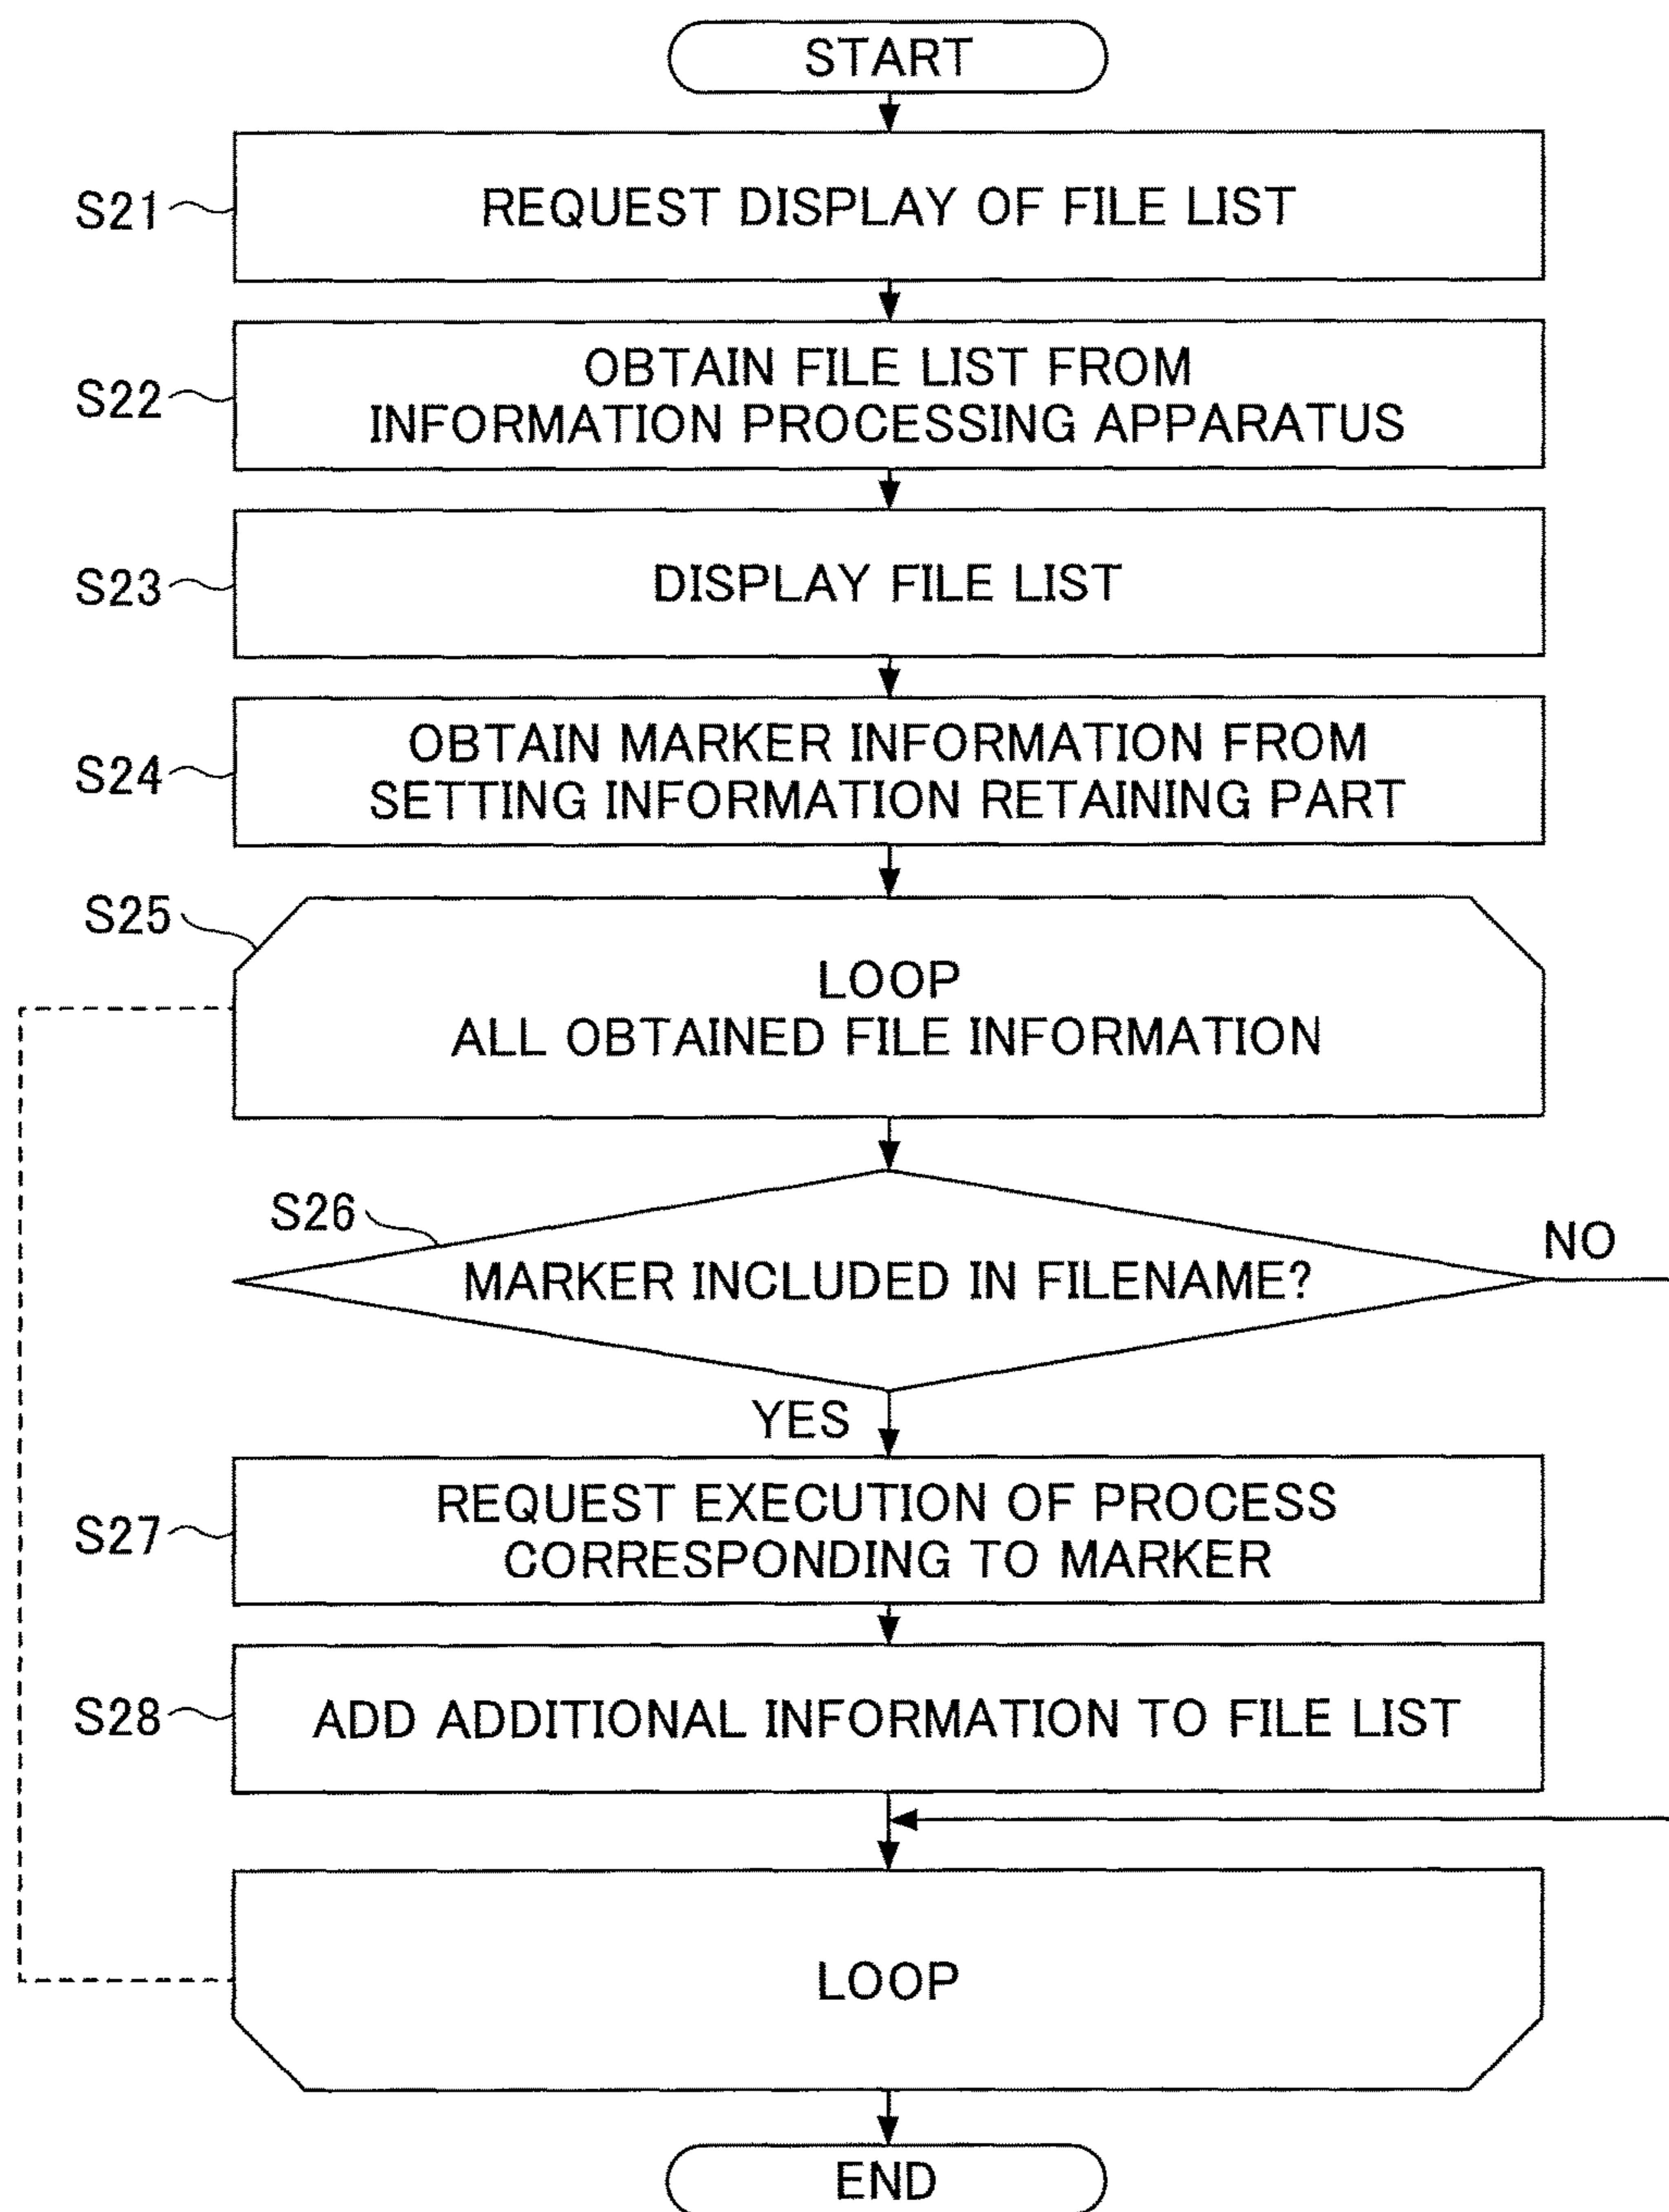 START
S21
REQUEST DISPLAY OF FILE LIST
S22
OBTAIN FILE LIST FROM
INFORMATION PROCESSING APPARATUS
S23
DISPLAY FILE LIST
S24
OBTAIN MARKER INFORMATION FROM
SETTING INFORMATION RETAINING PART
S25
LOOP
ALL OBTAINED FILE INFORMATION
S26
MARKER INCLUDED IN FILENAME?
NO
YES
S27
REQUEST EXECUTION OF PROCESS
CORRESPONDING TO MARKER
S28
ADD ADDITIONAL INFORMATION TO FILE LIST
LOOP
END